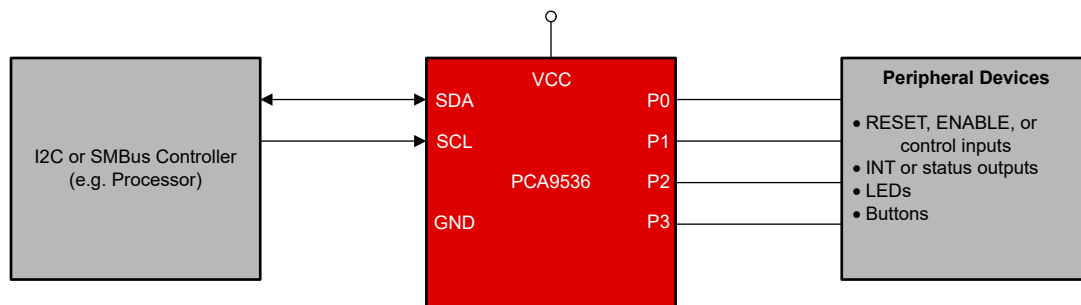 I2C or SMBus Controller
(e.g. Processor)
VCC
SDA
SCL
PCA9536
GND
P0
P1
P2
P3
Peripheral Devices
• RESET, ENABLE, or
control inputs
• INT or status outputs
• LEDs
• Buttons